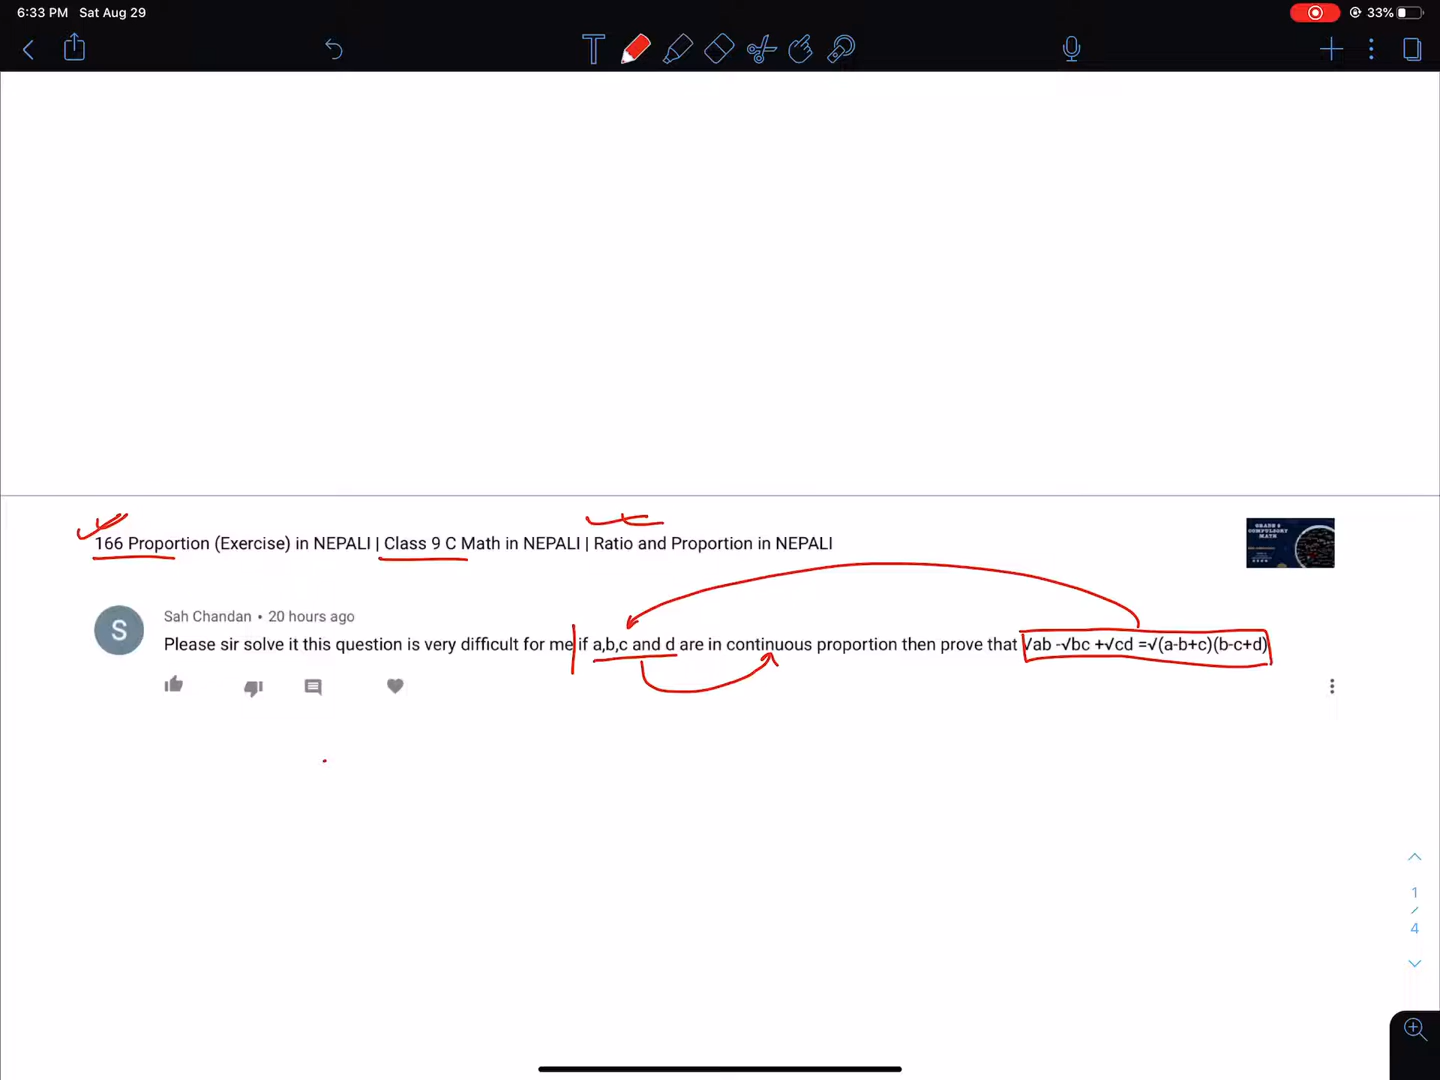 6:33 PM Sat Aug 29
33%
T
166 Proportion (Exercise) in NEPALI | Class 9 C Math in NEPALI | Ratio and Proportion in NEPALI
COMPULSORY
MATH
S
Sah Chandan • 20 hours ago
Please sir solve it this question is very difficult for me if a,b,c and d are in continuous proportion then prove that √ab -√bc +√cd =√(a-b+c)(b-c+d)
1
/
4